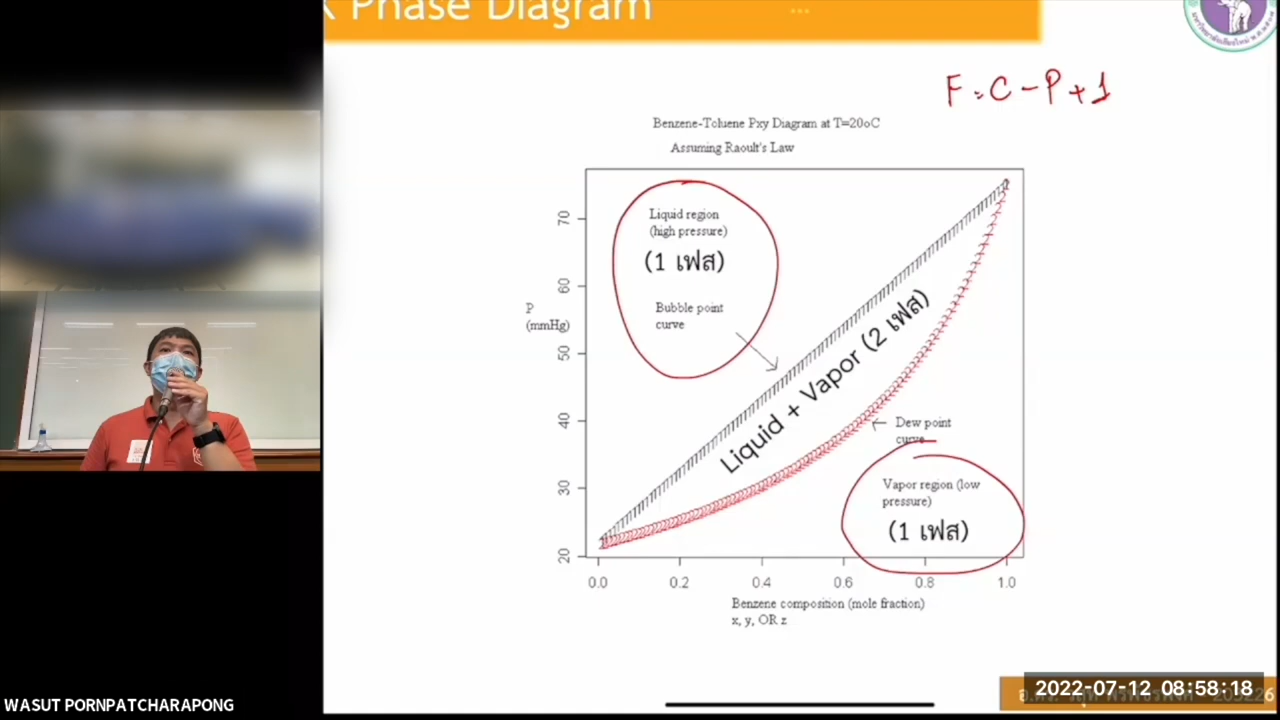 Phase Diagram
F = C - P + 1
Benzene-Toluene Pxy Diagram at T=20oC
Assuming Raoult's Law
Liquid region
(high pressure)
(1 เฟส)
Bubble point
curve
Liquid + Vapor (2 เฟส)
Dew point
curve
Vapor region (low
pressure)
(1 เฟส)
P
(mmHg)
70
60
50
40
30
20
0.0 0.2 0.4 0.6 0.8 1.0
Benzene composition (mole fraction)
x, y, OR z
2022-07-12 08:58:18
WASUT PORNPATCHARAPONG